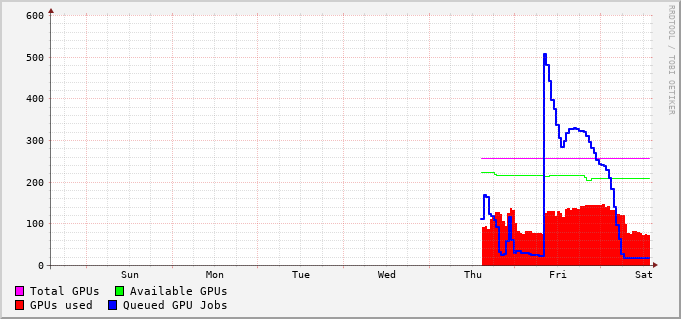 RRDTOOL / TOBI OETIKER
600
500
400
300
200
100
0
Sun Mon Tue Wed Thu Fri Sat
Total GPUs Available GPUs
GPUs used Queued GPU Jobs